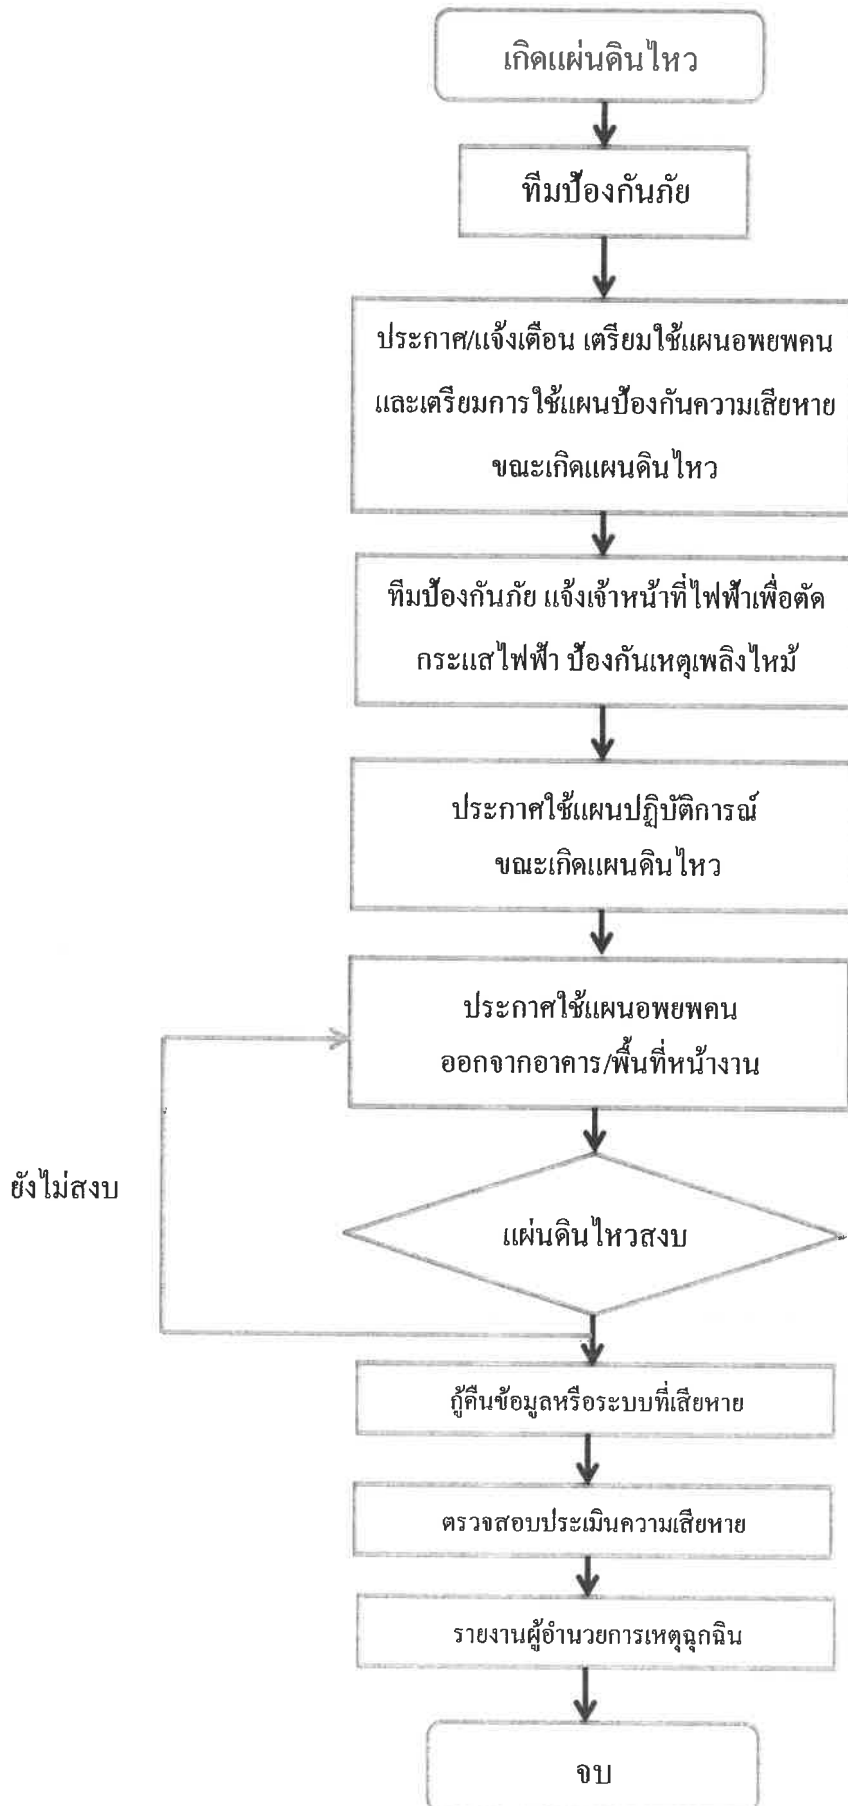 เกิดแผ่นดินไหว
ทีมป้องกันภัย
ประกาศ/แจ้งเตือน เตรียมใช้แผนอพยพคน
และเตรียมการใช้แผนป้องกันความเสียหาย
ขณะเกิดแผนดินไหว
ทีมป้องกันภัย แจ้งเจ้าหน้าที่ไฟฟ้าเพื่อตัด
กระแสไฟฟ้า ป้องกันเหตุเพลิงไหม้
ประกาศใช้แผนปฏิบัติการณ์
ขณะเกิดแผนดินไหว
ประกาศใช้แผนอพยพคน
ออกจากอาคาร/พื้นที่หน้างาน
ยังไม่สงบ
แผ่นดินไหวสงบ
กู้คืนข้อมูลหรือระบบที่เสียหาย
ตรวจสอบประเมินความเสียหาย
รายงานผู้อำนวยการเหตุฉุกฉิน
จบ